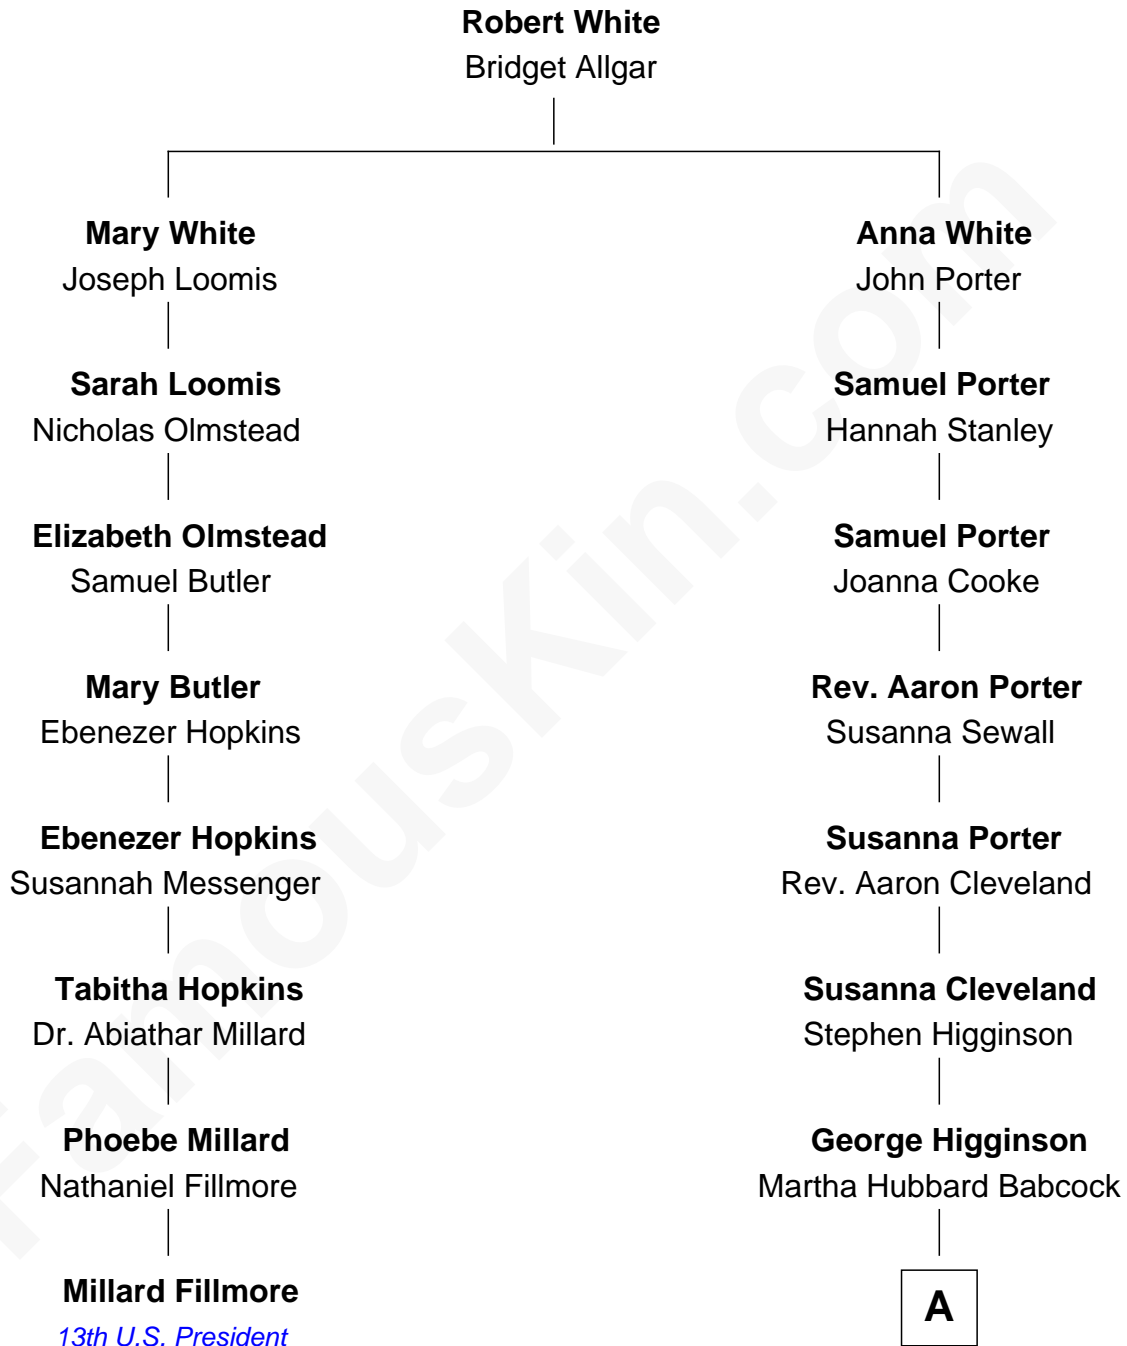 Robert White
Bridget Allgar
Mary White
Joseph Loomis
Anna White
John Porter
Sarah Loomis
Nicholas Olmstead
Samuel Porter
Hannah Stanley
Elizabeth Olmstead
Samuel Butler
Samuel Porter
Joanna Cooke
Mary Butler
Ebenezer Hopkins
Rev. Aaron Porter
Susanna Sewall
Ebenezer Hopkins
Susannah Messenger
Susanna Porter
Rev. Aaron Cleveland
Tabitha Hopkins
Dr. Abiathar Millard
Susanna Cleveland
Stephen Higginson
Phoebe Millard
Nathaniel Fillmore
George Higginson
Martha Hubbard Babcock
Millard Fillmore
13th U.S. President
A
FamousKin.com